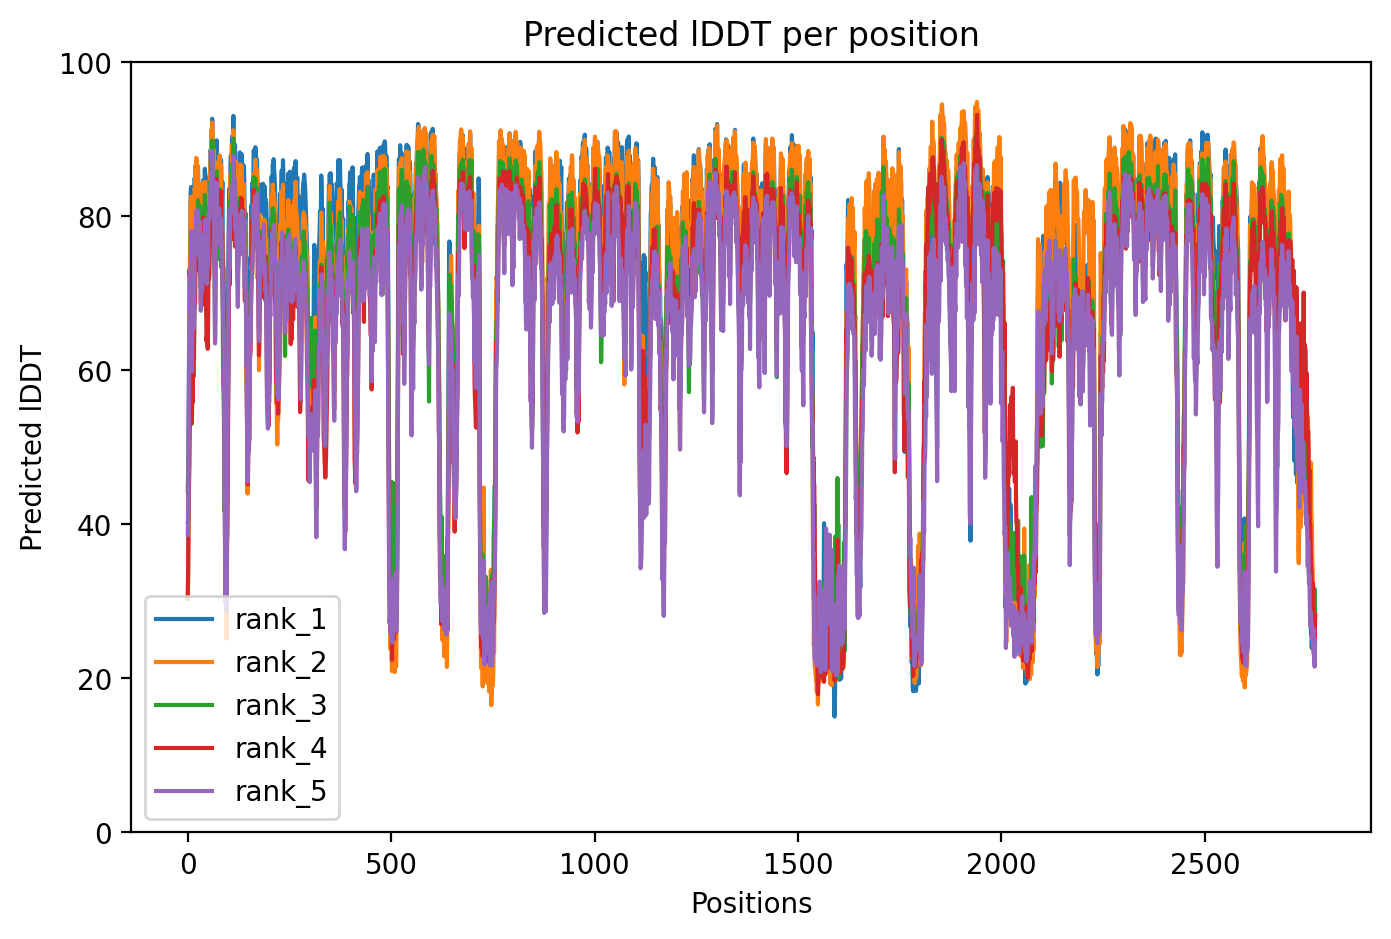 Predicted lDDT per position
100
80
60
40
20
0
Predicted lDDT
rank_1
rank_2
rank_3
rank_4
rank_5
0 500 1000 1500 2000 2500
Positions